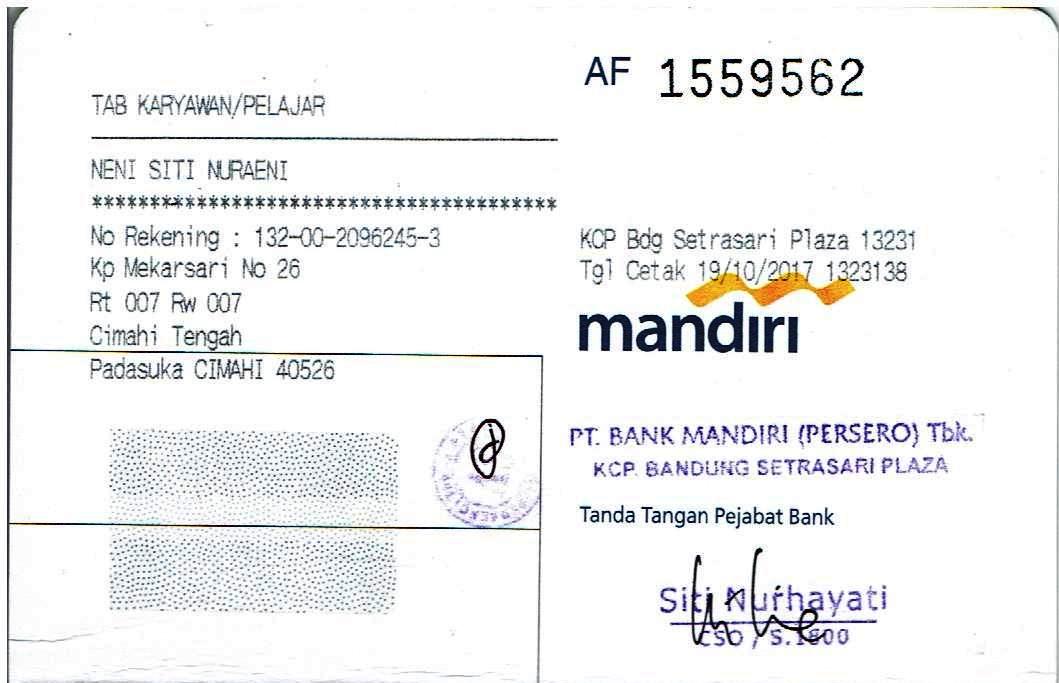 AF 1559562
TAB KARYAWAN/PELAJAR
NENI SITI NURAENI
****************************************
No Rekening : 132-00-2096245-3
Kp Mekarsari No 26
Rt 007 Rw 007
Cimahi Tengah
Padasuka CIMAHI 40526
KCP Bdg Setrasari Plaza 13231
Tgl Cetak 19/10/2017 1323138
mandırı
PT. BANK MANDIRI (PERSERO) Tbk.
KCP. BANDUNG SETRASARI PLAZA
Tanda Tangan Pejabat Bank
Siti Nurhayati
CSO / S.1800